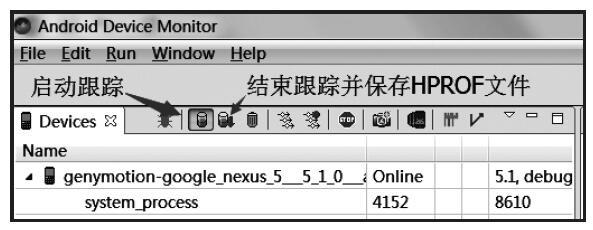 Android Device Monitor
File Edit Run Window Help
启动跟踪 结束跟踪并保存HPROF文件
Devices
Name
genymotion-google_nexus_5__5_1_0__ Online 5.1, debug
system_process 4152 8610